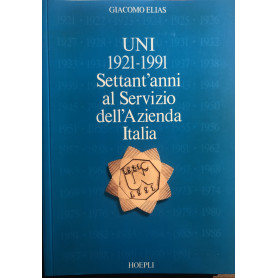 GIACOMO ELIAS
UNI
1921-1991
Settant'anni
al Servizio
dell'Azienda
Italia
HOEPLI